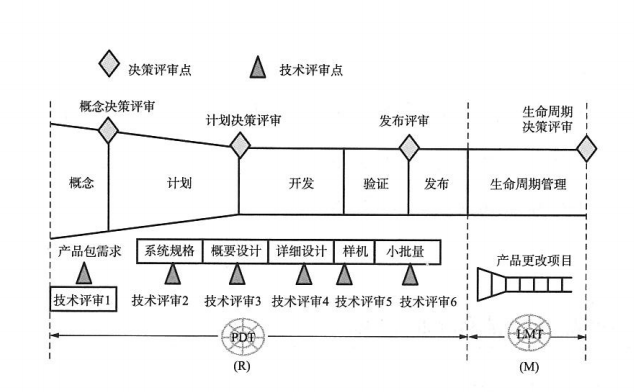 决策评审点
技术评审点
概念决策评审
计划决策评审
发布评审
生命周期
决策评审
概念
计划
开发
验证
发布
生命周期管理
产品包需求
系统规格
概要设计
详细设计
样机
小批量
产品更改项目
技术评审1
技术评审2
技术评审3
技术评审4
技术评审5
技术评审6
PDT
LMT
(R)
(M)